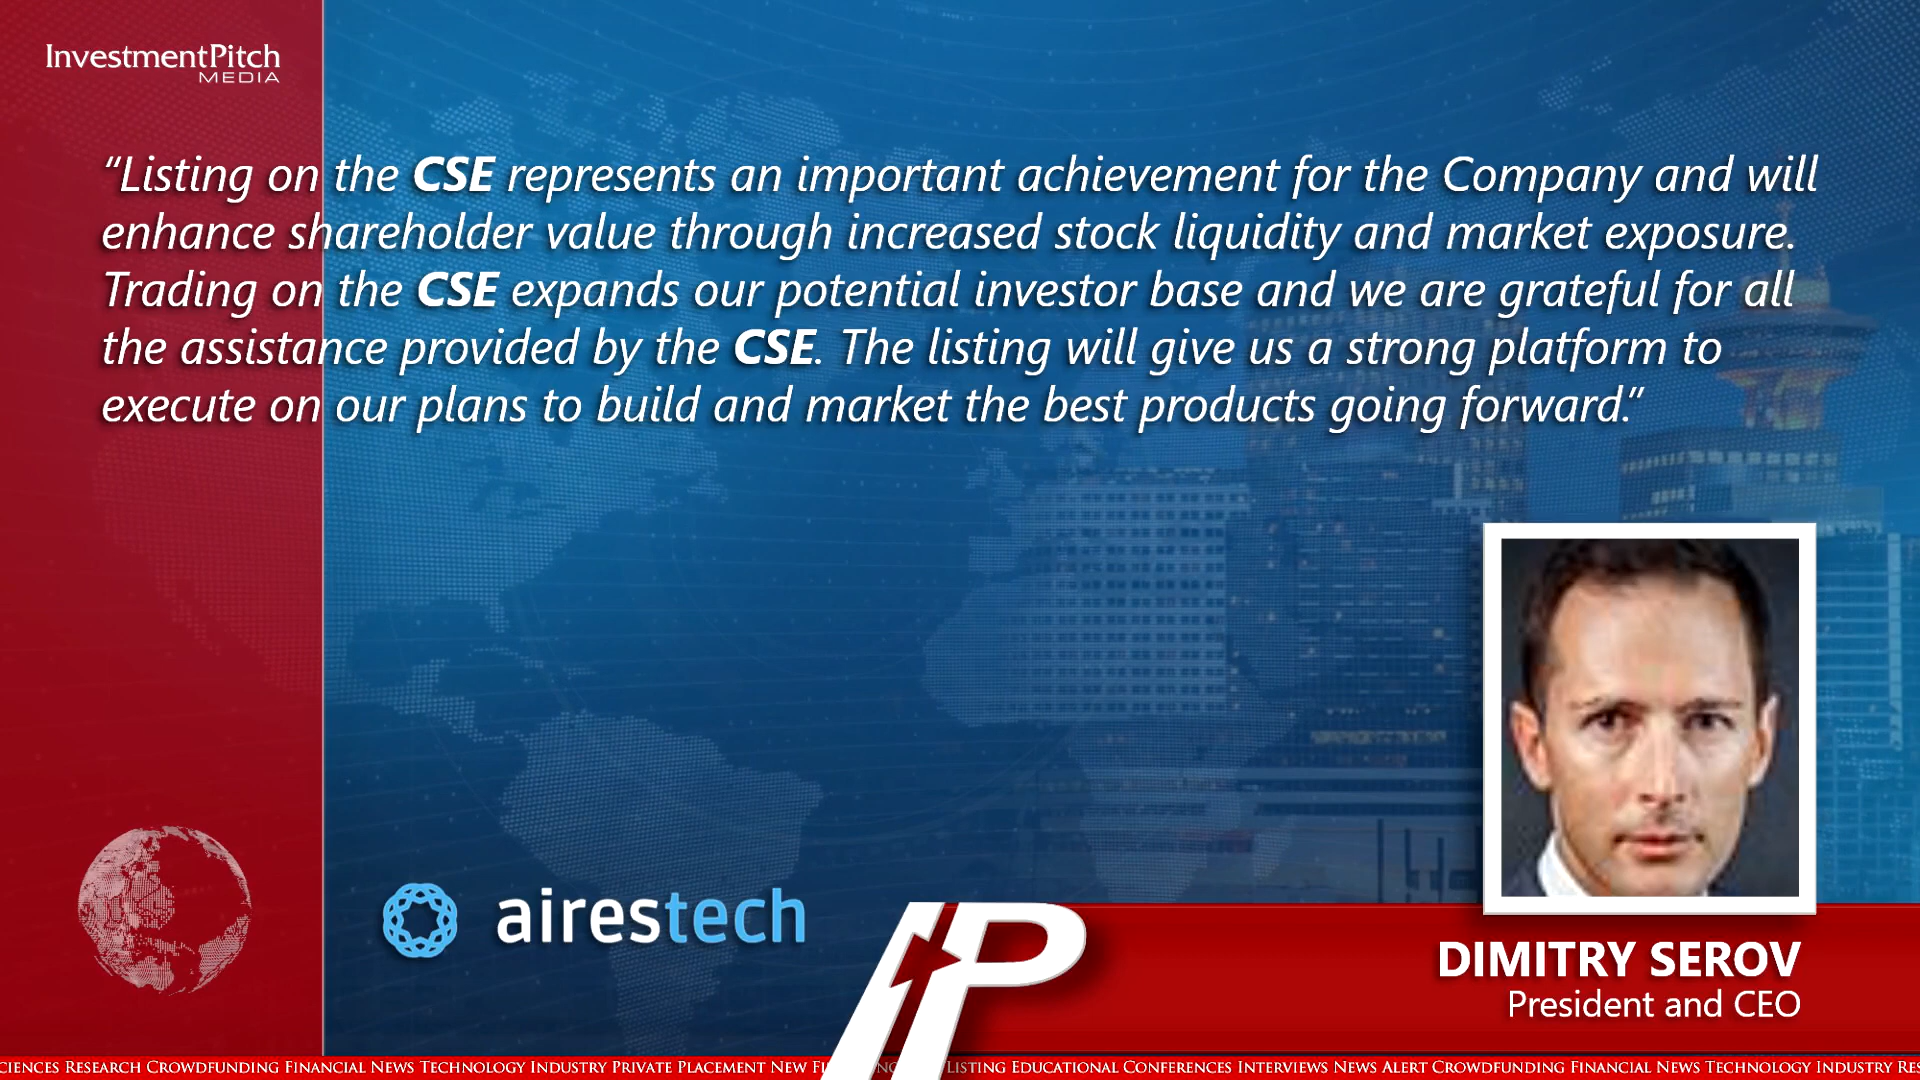 InvestmentPitch
MEDIA
“Listing on the CSE represents an important achievement for the Company and will
enhance shareholder value through increased stock liquidity and market exposure.
Trading on the CSE expands our potential investor base and we are grateful for all
the assistance provided by the CSE. The listing will give us a strong platform to
execute on our plans to build and market the best products going forward.”
airestech
IP
DIMITRY SEROV
President and CEO
RESEARCH CROWDFUNDING FINANCIAL NEWS TECHNOLOGY INDUSTRY PRIVATE PLACEMENT NEW LISTING EDUCATIONAL CONFERENCES INTERVIEWS NEWS ALERT CROWDFUNDING FINANCIAL NEWS TECHNOLOGY INDUSTRY